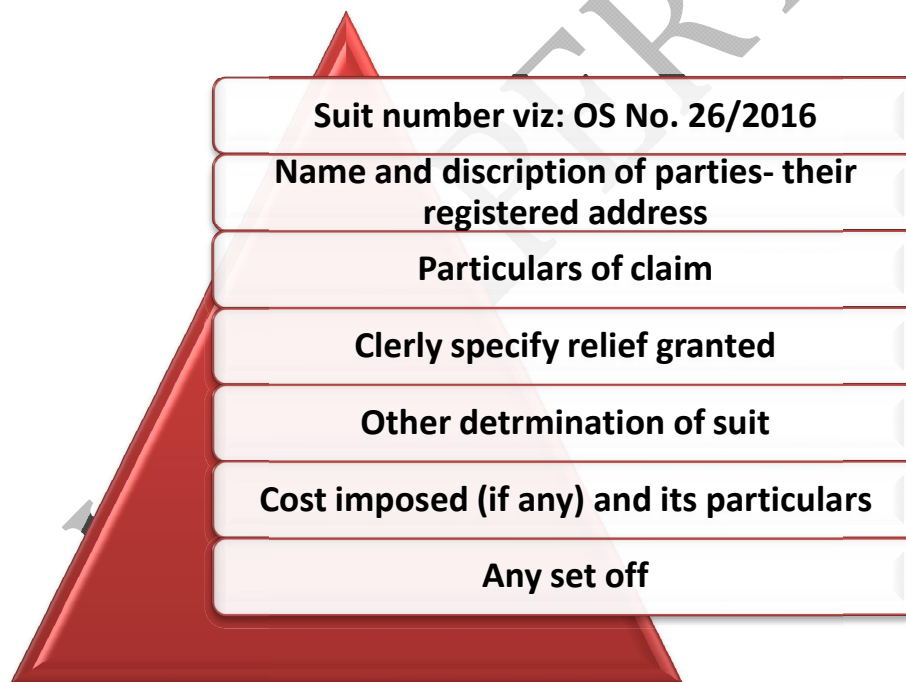 Suit number viz: OS No. 26/2016
Name and discription of parties- their
registered address
Particulars of claim
Clerly specify relief granted
Other detrmination of suit
Cost imposed (if any) and its particulars
Any set off